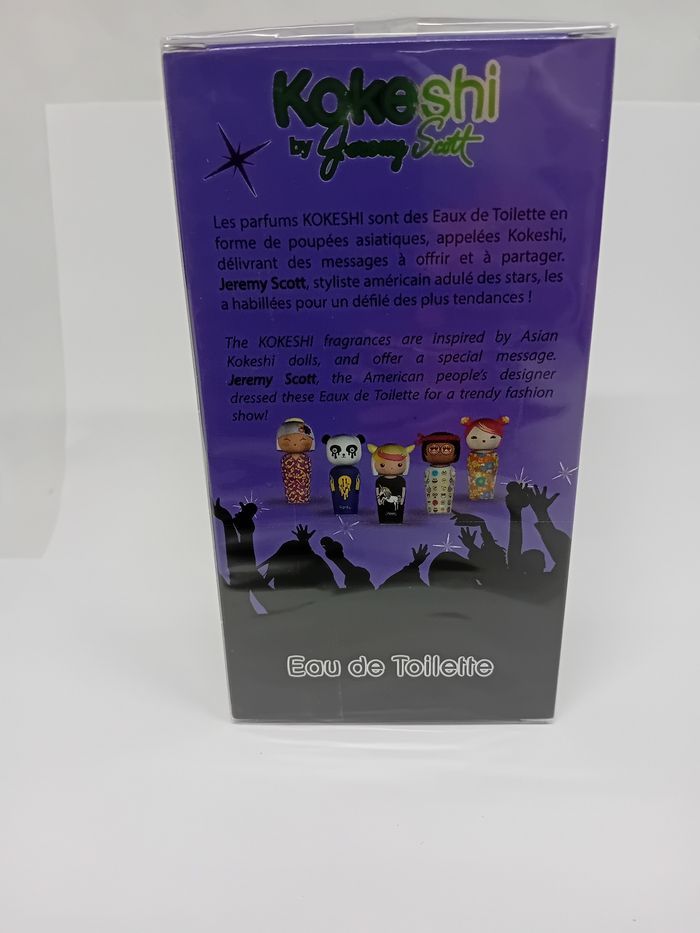 Kokeshi
by Jeremy Scott
Les parfums KOKESHI sont des Eaux de Toilette en
forme de poupées asiatiques, appelées Kokeshi,
délivrant des messages à offrir et à partager.
Jeremy Scott, styliste américain adulé des stars, les
a habillées pour un défilé des plus tendances !
The KOKESHI fragrances are inspired by Asian
Kokeshi dolls, and offer a special message.
Jeremy Scott, the American people's designer
dressed these Eaux de Toilette for a trendy fashion
show!
Eau de Toilette